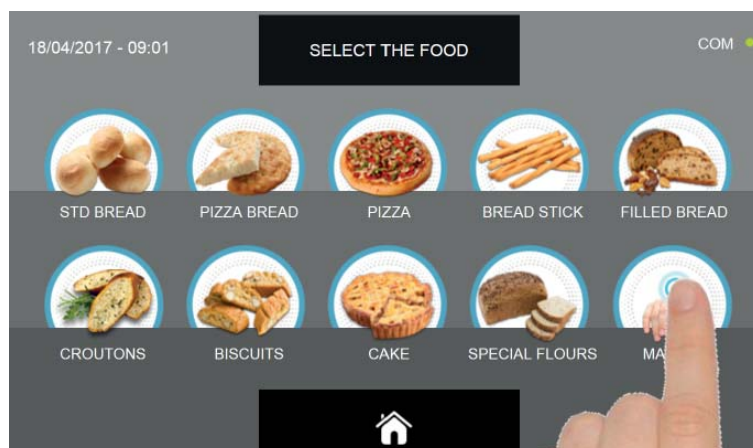 18/04/2017 - 09:01
SELECT THE FOOD
COM
STD BREAD
PIZZA BREAD
PIZZA
BREAD STICK
FILLED BREAD
CROUTONS
BISCUITS
CAKE
SPECIAL FLOURS